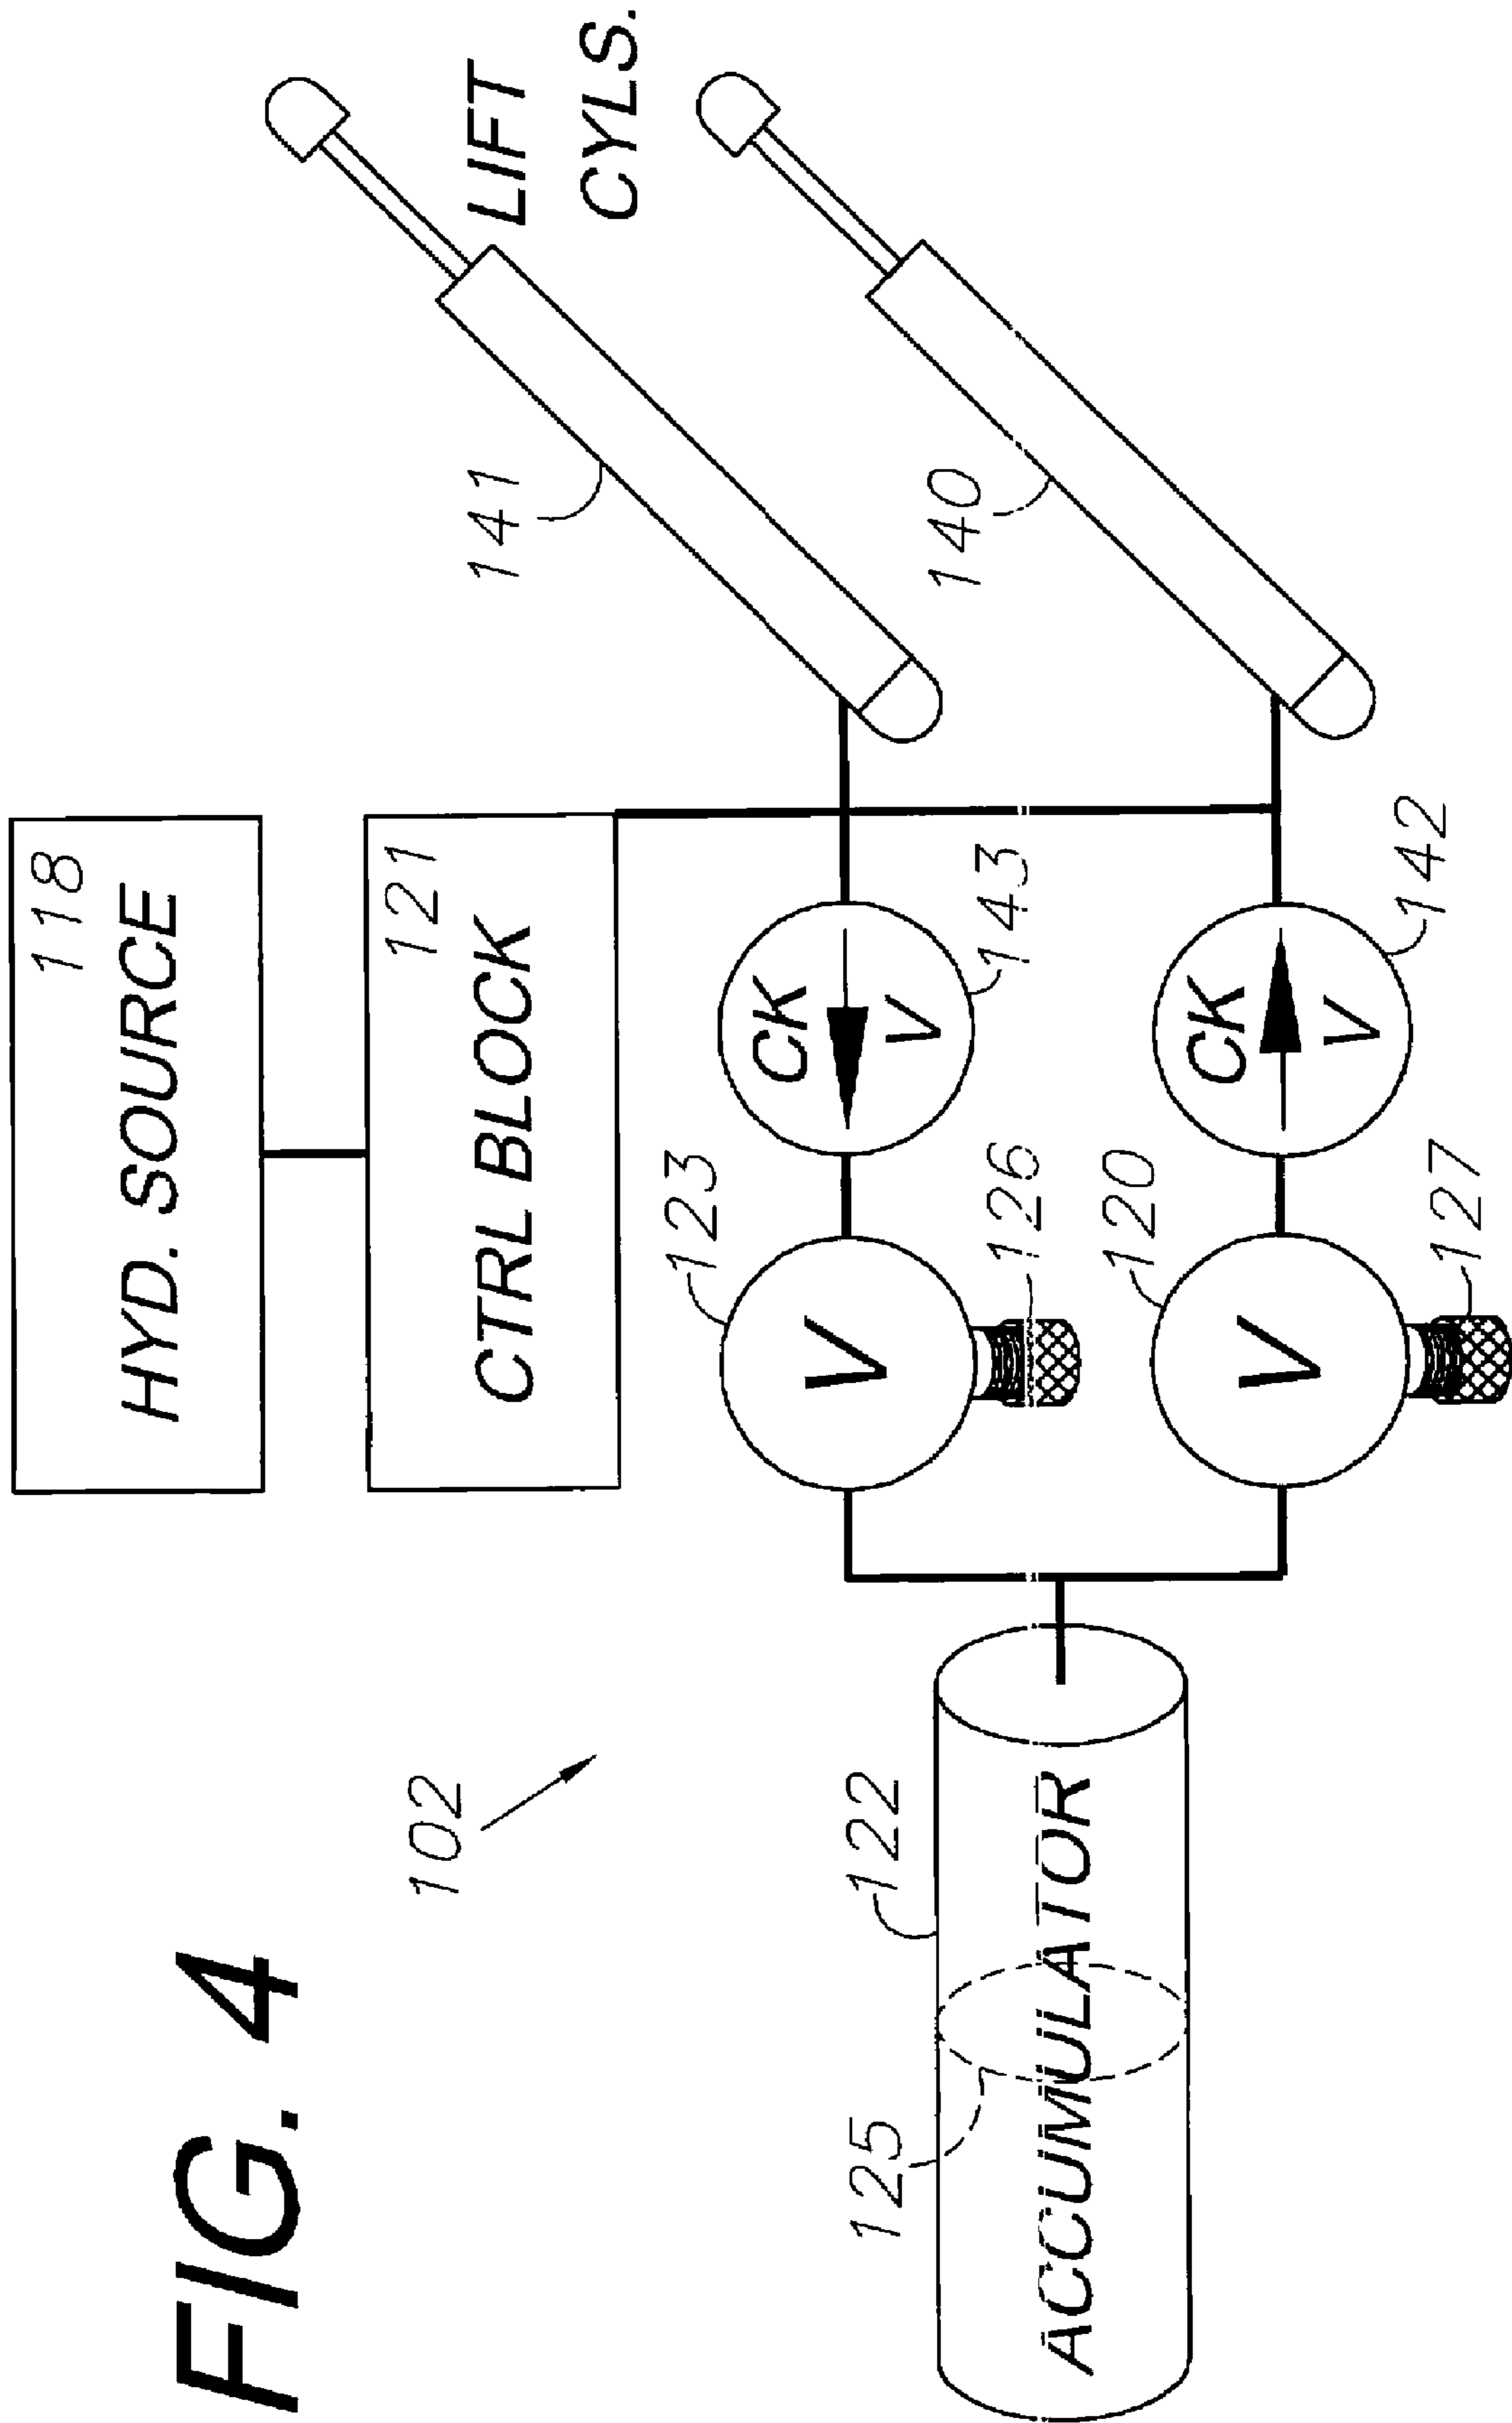 FIG. 4
102
HYD. SOURCE
118
CTRL BLOCK
121
LIFT
CYLS.
141
140
123
V
126
CK
V
143
120
V
127
CK
V
142
122
125
ACCUMULATOR